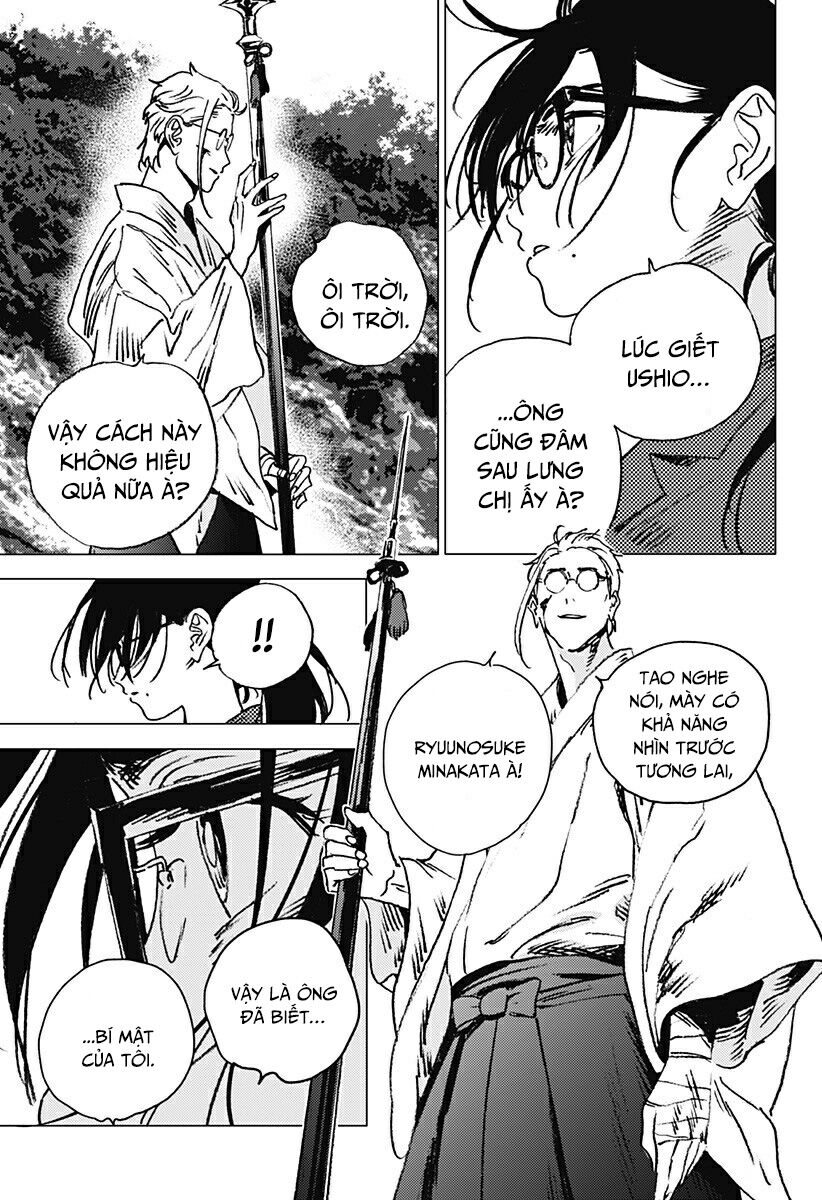 LÚC GIẾT
USHIO...
...ÔNG
CŨNG ĐÂM
SAU LƯNG
CHỊ ẤY À?
ÔI TRỜI,
ÔI TRỜI.
VẬY CÁCH NÀY
KHÔNG HIỆU
QUẢ NỮA À?
TAO NGHE
NÓI, MÀY CÓ
KHẢ NĂNG
NHÌN TRƯỚC
TƯƠNG LAI,
RYUUNOSUKE
MINAKATA À!
!!
VẬY LÀ ÔNG
ĐÃ BIẾT...
...BÍ MẬT
CỦA TÔI.